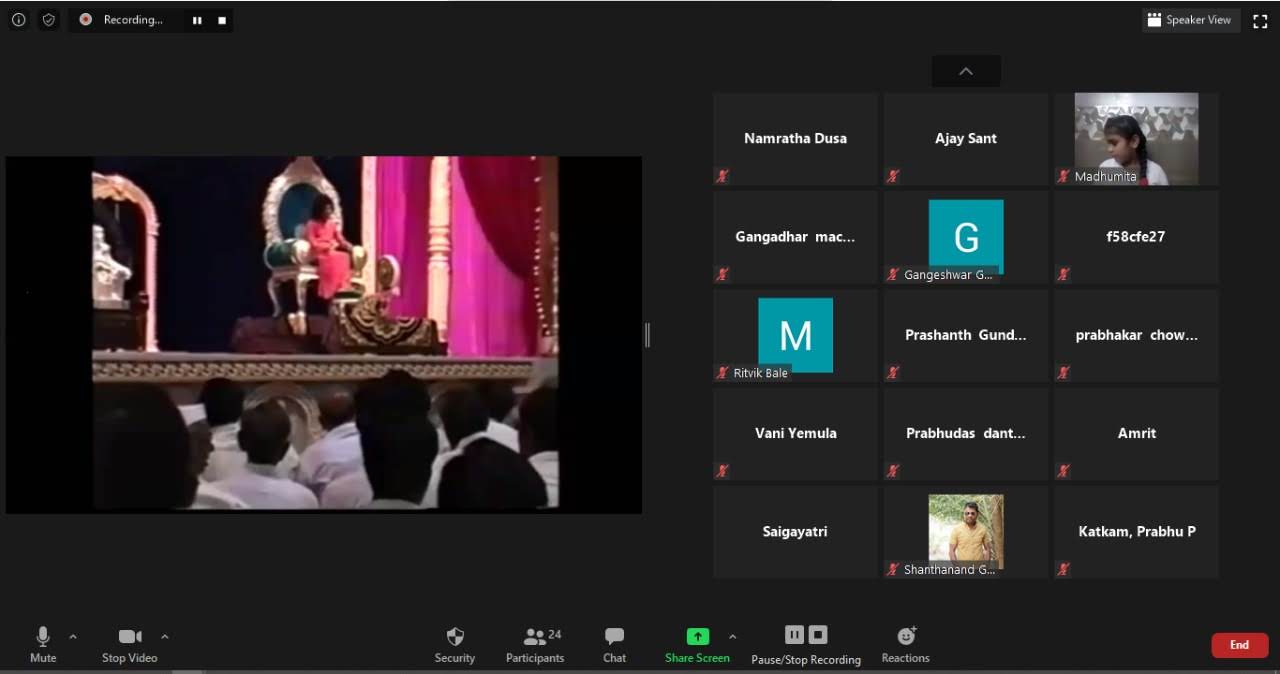 Recording...
Speaker View
Namratha Dusa
Ajay Sant
Madhumita
Gangadhar mac...
G
Gangeshwar G...
f58cfe27
M
Ritvik Bale
Prashanth Gund...
prabhakar chow...
Vani Yemula
Prabhudas dant...
Amrit
Saigayatri
Shanthanand G...
Katkam, Prabhu P
Mute
Stop Video
Security
24
Participants
Chat
Share Screen
Pause/Stop Recording
Reactions
End